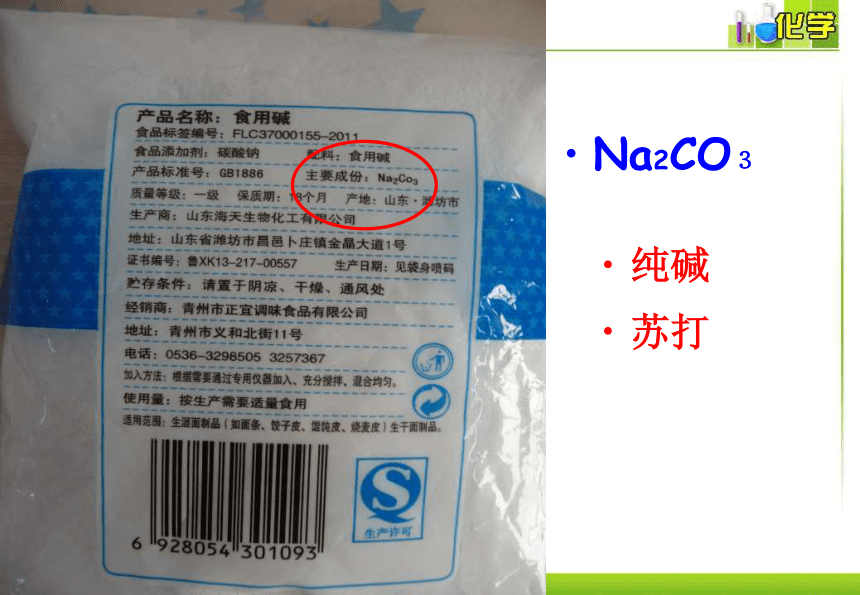 产品名称：食用碱
食品标签编号：FLC37000155-2011
食品添加剂：碳酸钠 配料：食用碱
产品标准号：GB1886 主要成份：Na₂Co₃
质量等级：一级 保质期：18个月 产地：山东·潍坊市
生产商：山东海天生物化工有限公司
地址：山东省潍坊市昌邑卜庄镇金晶大道1号
证书编号：鲁XK13-217-00557 生产日期：见袋身喷码
贮存条件：请置于阴凉、干燥、通风处
经销商：青州市正宜调味食品有限公司
地址：青州市义和北街11号
电话：0536-3298505 3257367
加入方法：根据需要通过专用仪器加入、充分搅拌、混合均匀。
使用量：按生产需要适量食用
适用范围：生湿面制品（如面条、饺子皮、馄饨皮、烧麦皮）生干面制品。
6 928054 301093
生产许可
化学
·Na₂CO₃
·纯碱
·苏打